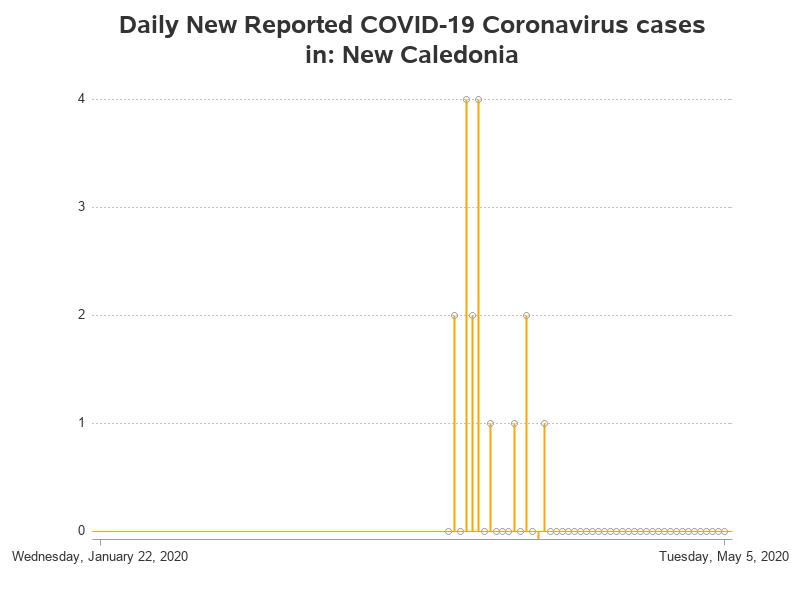 Daily New Reported COVID-19 Coronavirus cases
in: New Caledonia
4
3
2
1
0
Wednesday, January 22, 2020
Tuesday, May 5, 2020